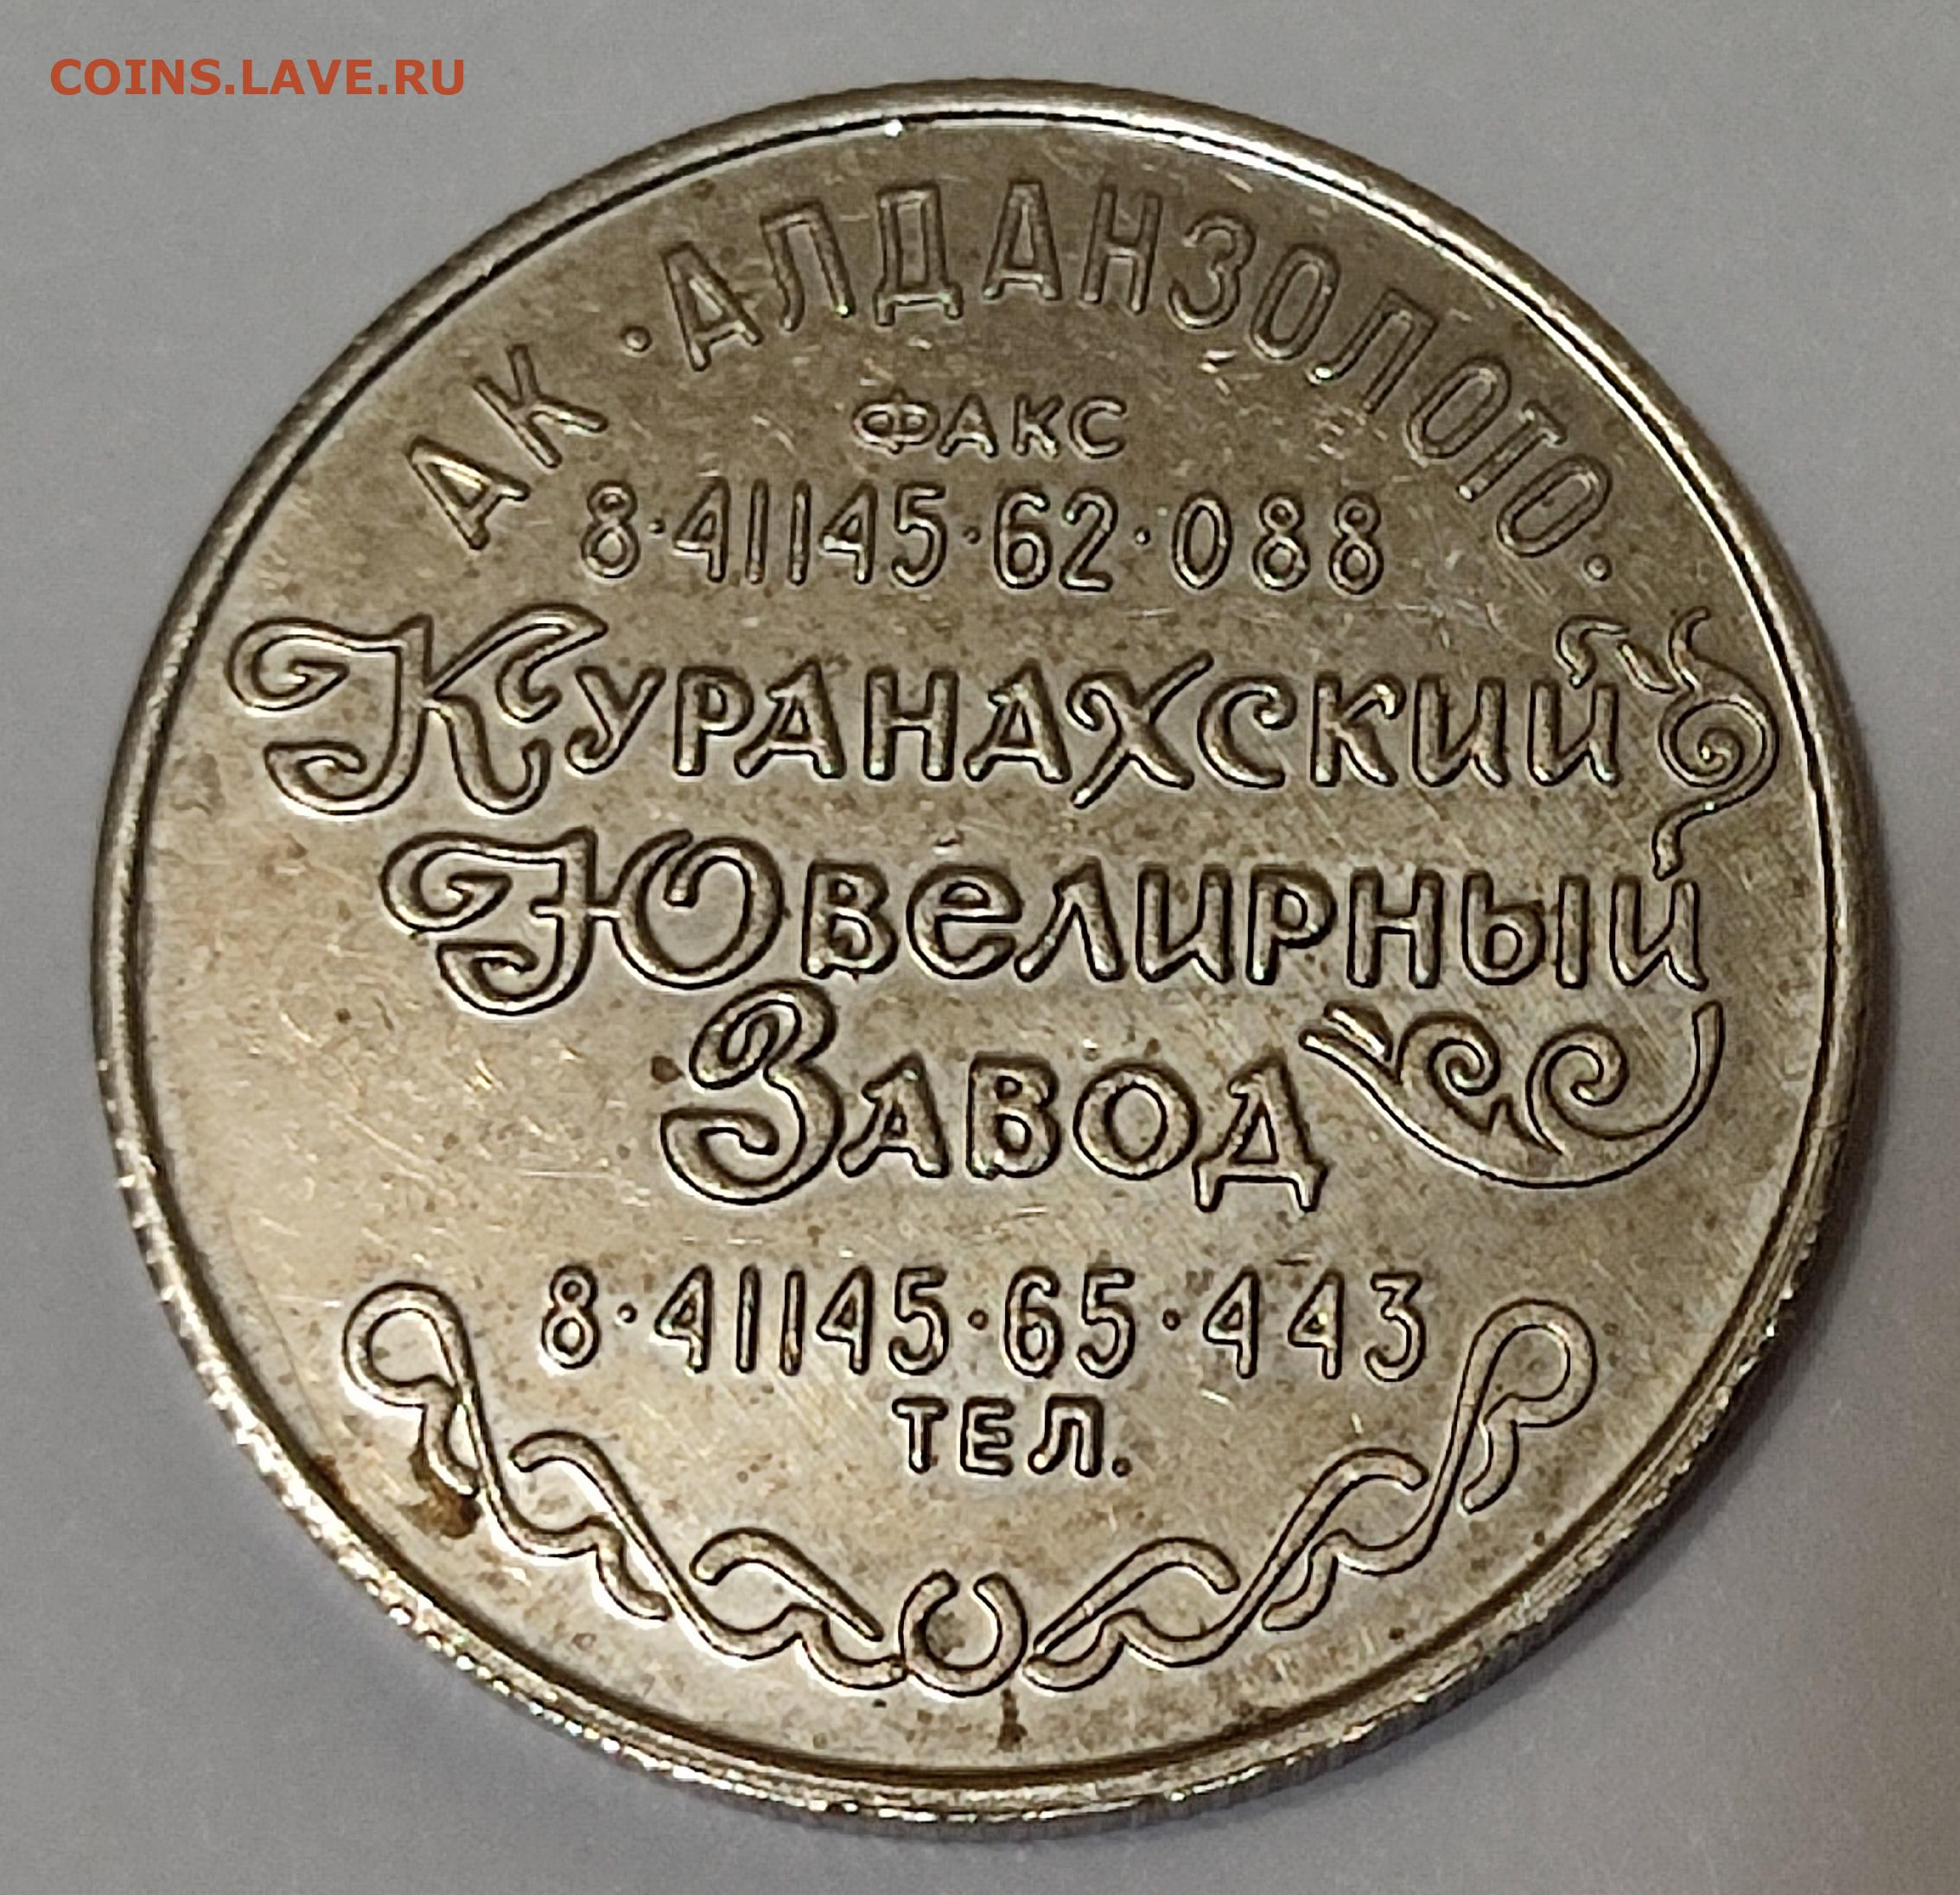 COINS.LAVE.RU
АК·АЛДАНЗОЛОТО·
ФАКС
8·41145·62·088
Куранахский
Ювелирный
Завод
8·41145·65·443
ТЕЛ.